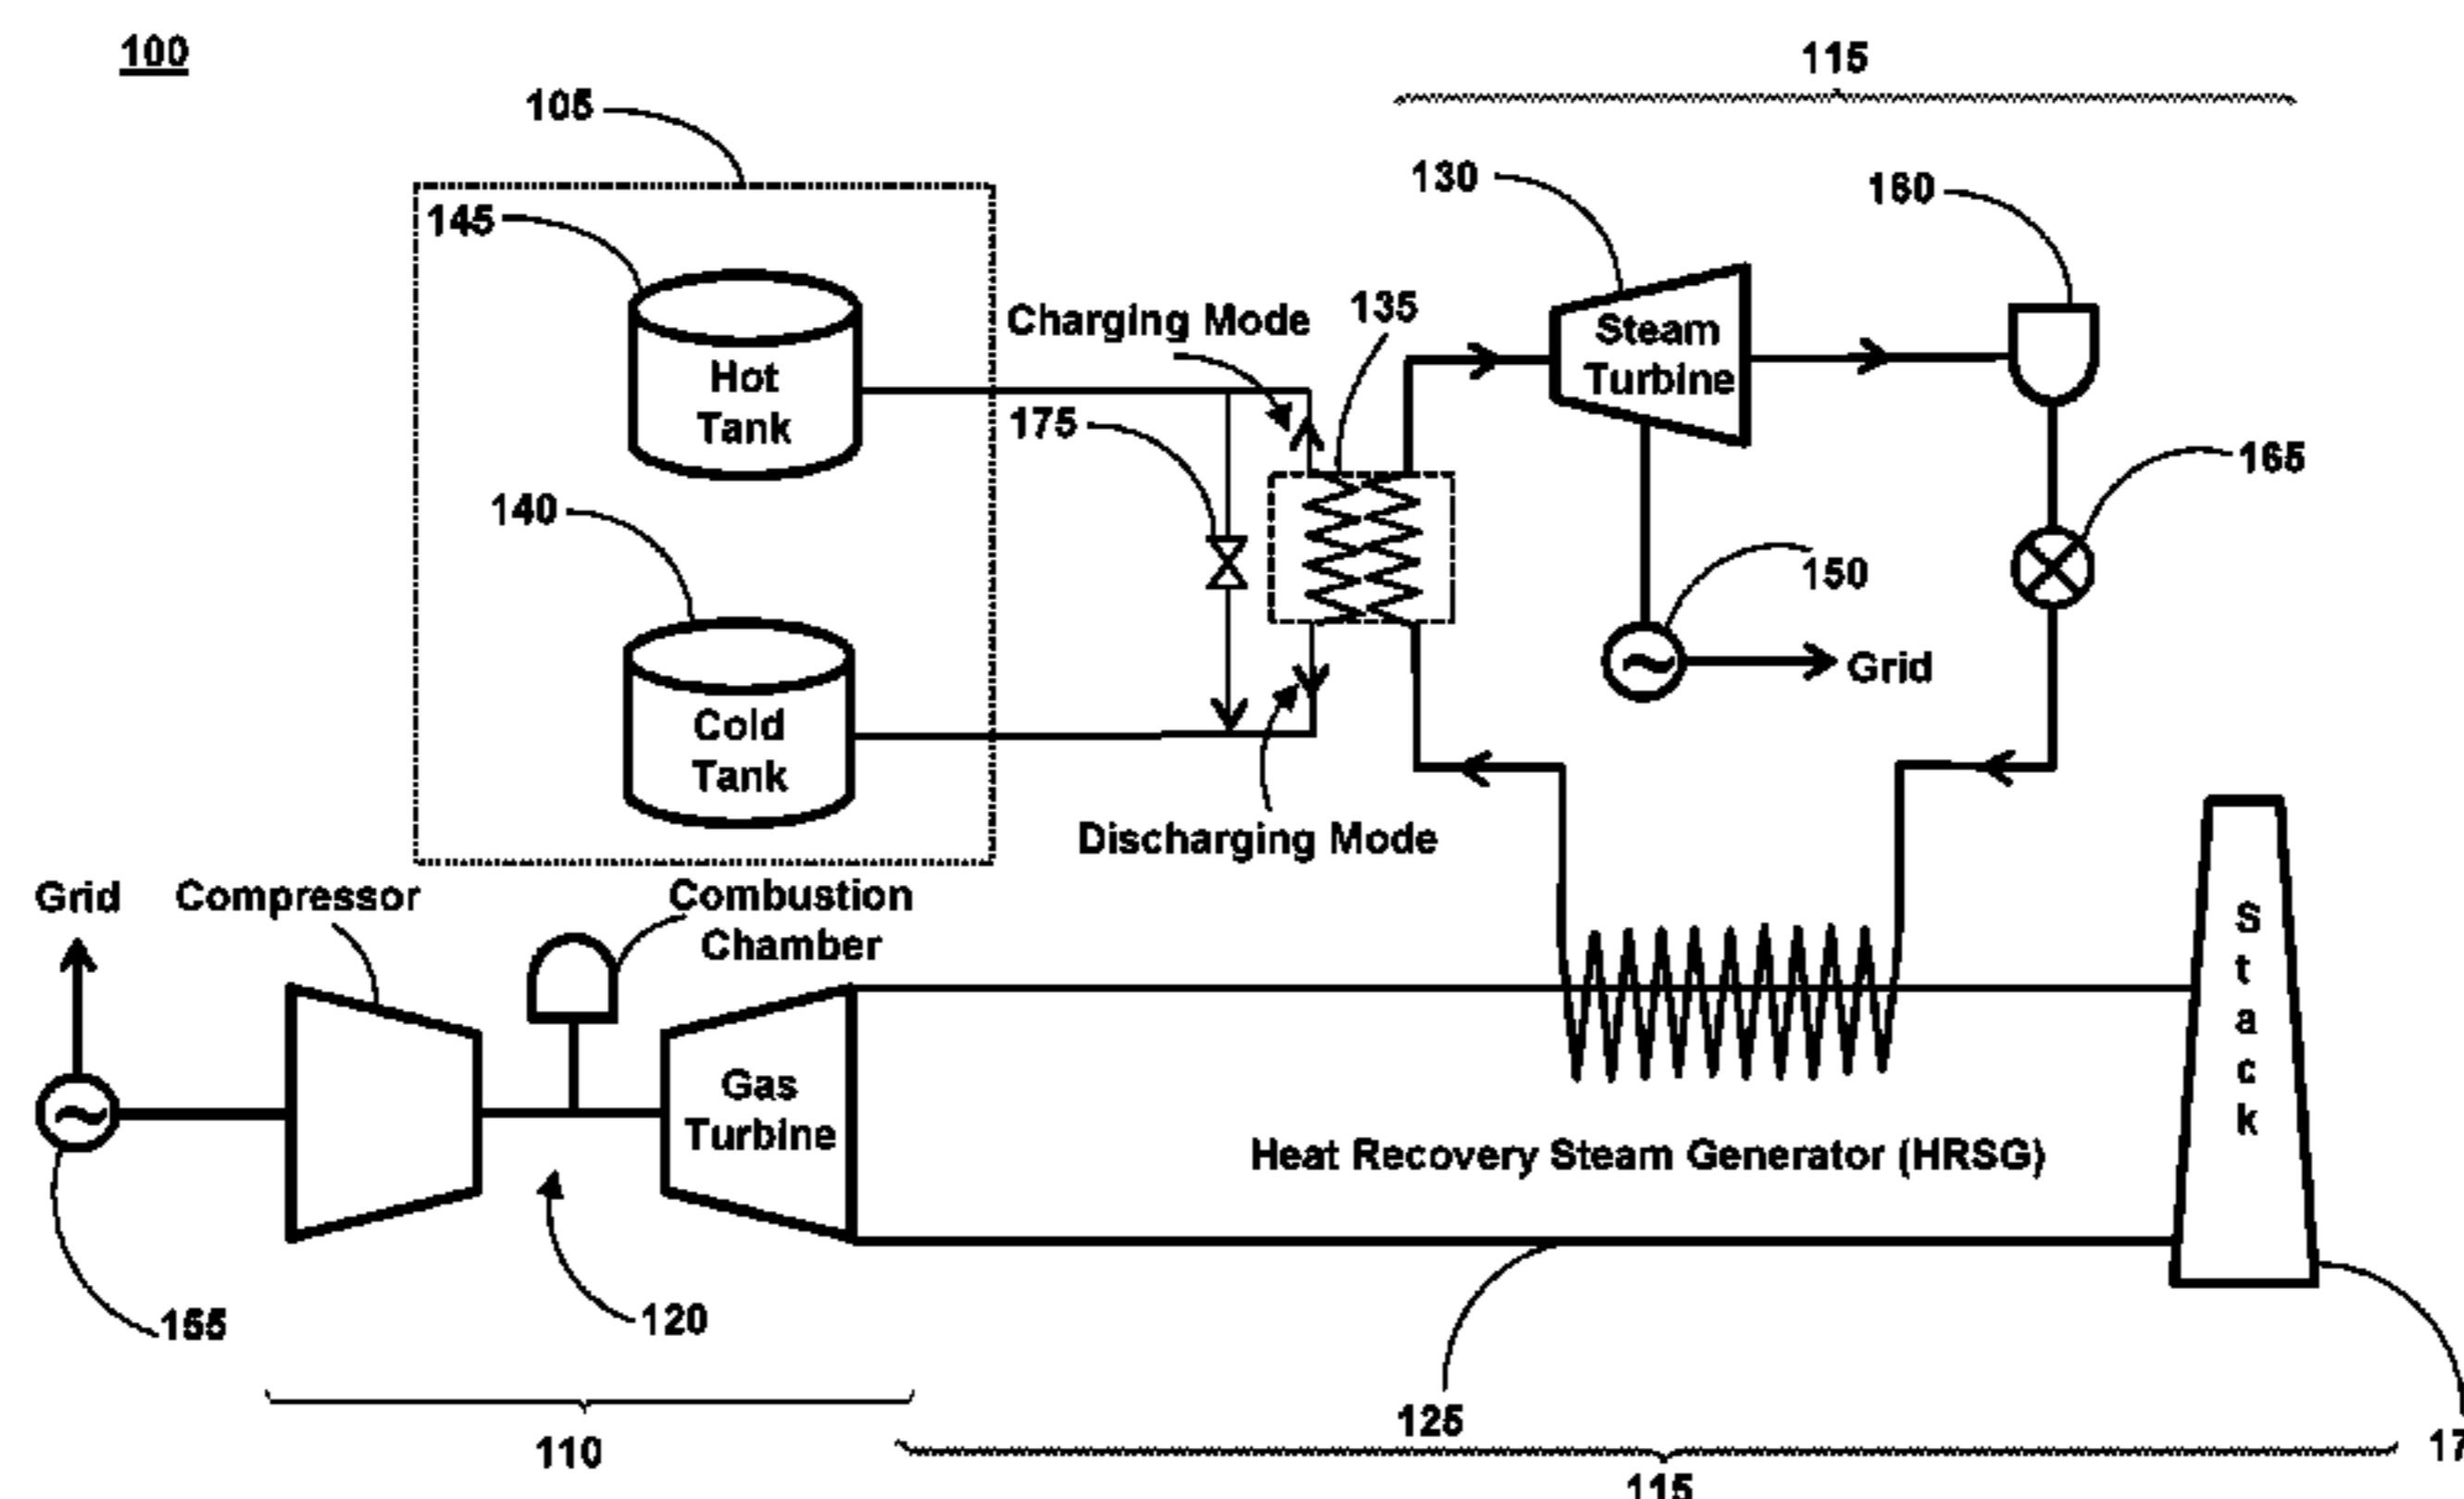 100
115
105
130
160
145
Charging Mode
135
Steam
Turbine
Hot
Tank
175
165
140
150
Grid
Cold
Tank
Discharging Mode
Grid
Compressor
Combustion
Chamber
Stack
Gas
Turbine
Heat Recovery Steam Generator (HRSG)
155
120
125
110
17
115